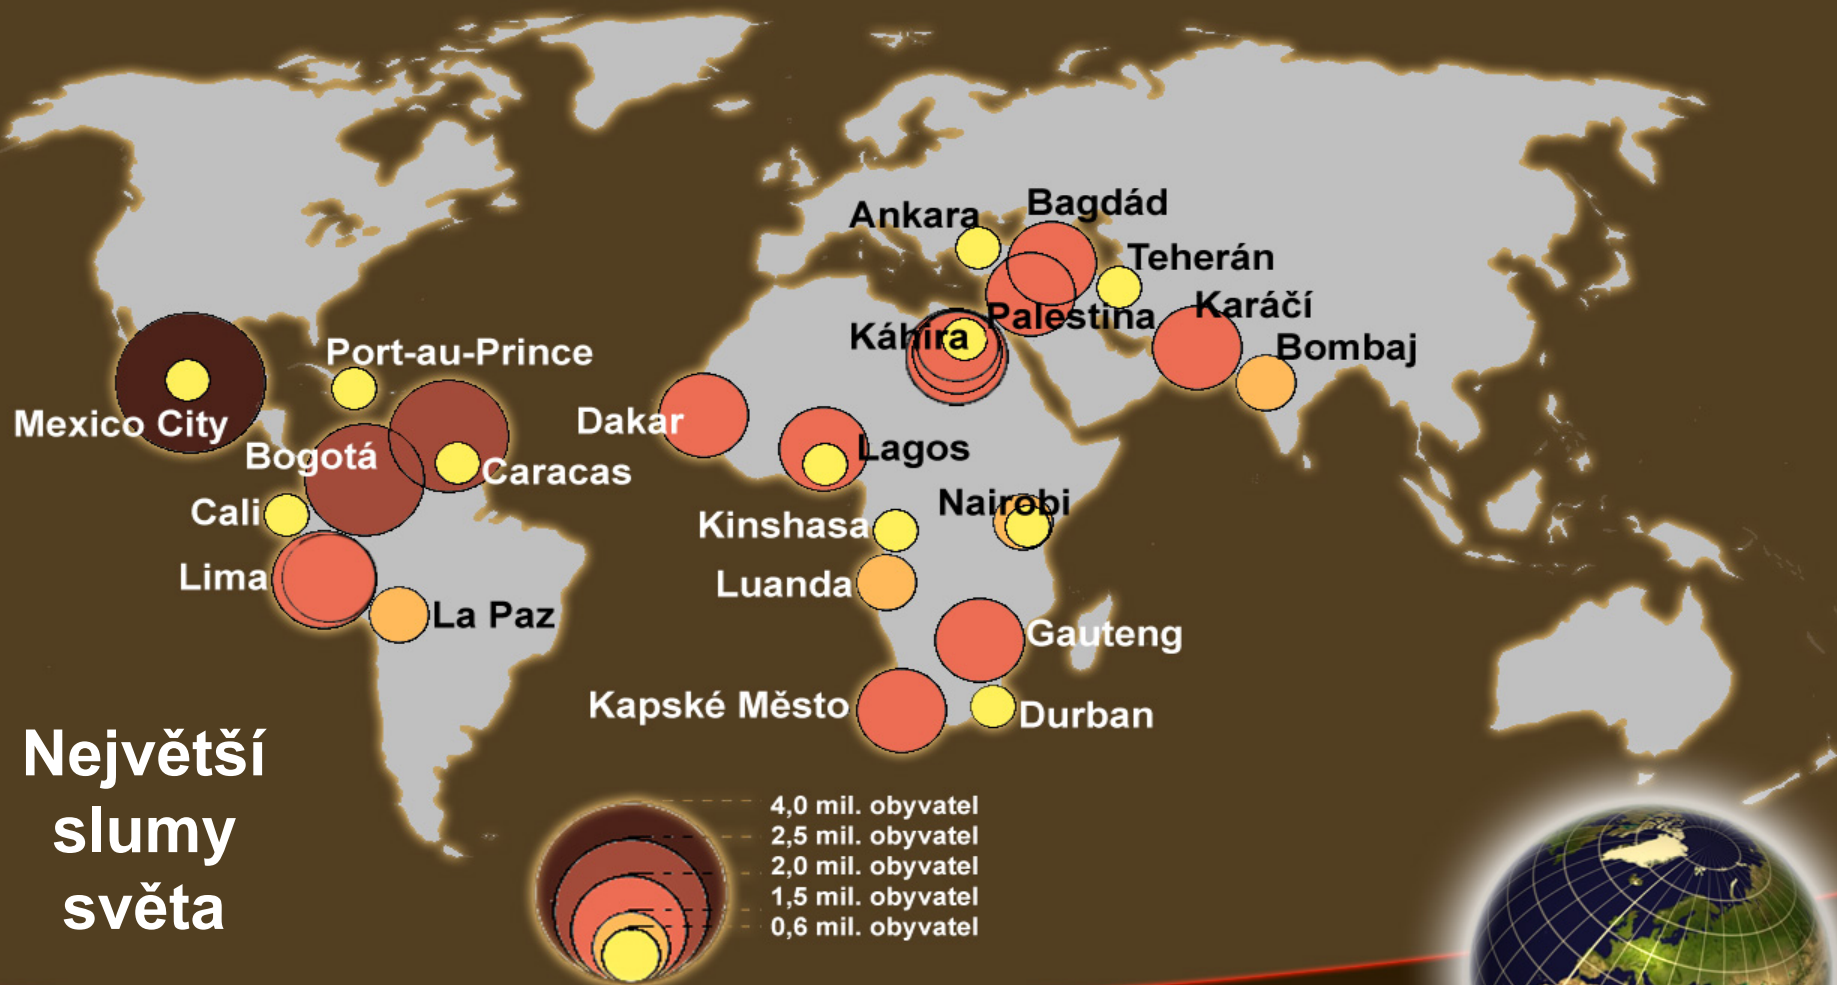 Bagdád
Ankara
Teherán
Karáčí
Palestina
Káhira
Bombaj
Port-au-Prince
Mexico City
Dakar
Bogotá
Lagos
Caracas
Nairobi
Cali
Kinshasa
Lima
Luanda
La Paz
Gauteng
Kapské Město
Durban
Největší
slumy
světa
4,0 mil. obyvatel
2,5 mil. obyvatel
2,0 mil. obyvatel
1,5 mil. obyvatel
0,6 mil. obyvatel